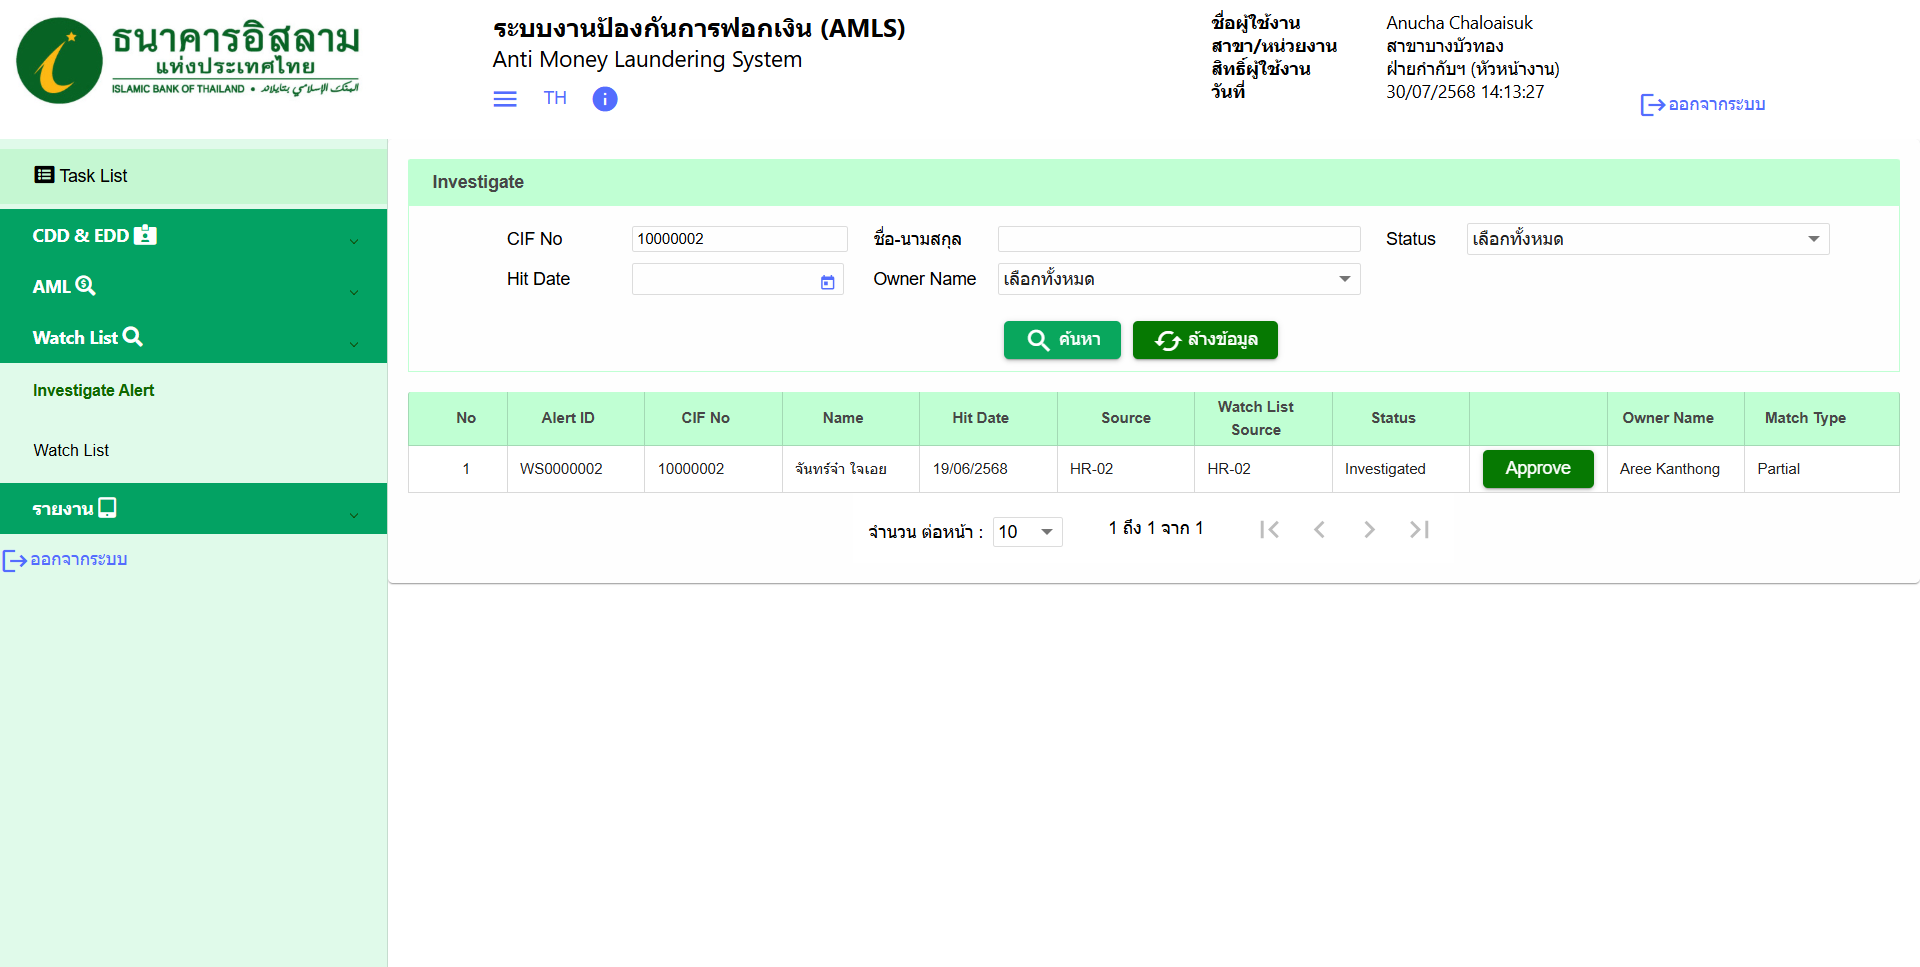 ธนาคารอิสลาม
แห่งประเทศไทย
ISLAMIC BANK OF THAILAND •
ระบบงานป้องกันการฟอกเงิน (AMLS)
Anti Money Laundering System
TH
ชื่อผู้ใช้งาน Anucha Chaloaisuk
สาขา/หน่วยงาน สาขาบางบัวทอง
สิทธิ์ผู้ใช้งาน ฝ่ายกำกับฯ (หัวหน้างาน)
วันที่ 30/07/2568 14:13:27
ออกจากระบบ
Task List
CDD & EDD
AML
Watch List
Investigate Alert
Watch List
รายงาน
ออกจากระบบ
Investigate
CIF No 10000002 ชื่อ-นามสกุล Status เลือกทั้งหมด
Hit Date Owner Name เลือกทั้งหมด
ค้นหา ล้างข้อมูล
No Alert ID CIF No Name Hit Date Source Watch List Source Status Owner Name Match Type
1 WS0000002 10000002 จันทร์จ๋า ใจเอย 19/06/2568 HR-02 HR-02 Investigated Approve Aree Kanthong Partial
จำนวน ต่อหน้า : 10 1 ถึง 1 จาก 1